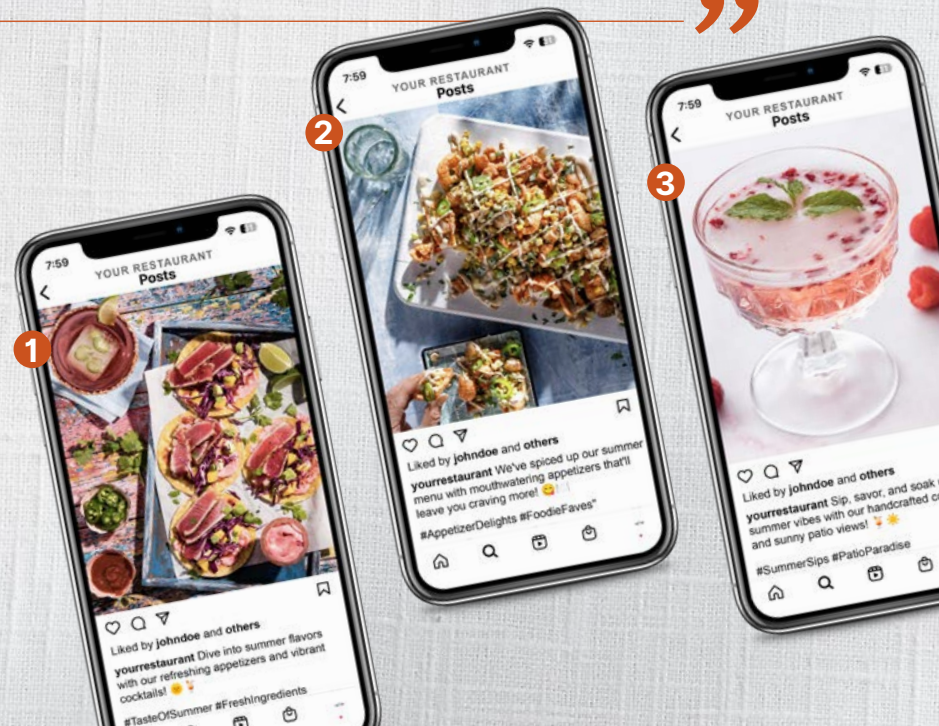 ”
1
7:59
YOUR RESTAURANT
Posts
Liked by johndoe and others
yourrestaurant Dive into summer flavors
with our refreshing appetizers and vibrant
cocktails! 🌞🍹
#TasteOfSummer #FreshIngredients
2
7:59
YOUR RESTAURANT
Posts
Liked by johndoe and others
yourrestaurant We've spiced up our summer
menu with mouthwatering appetizers that'll
leave you craving more! 😋🍽️
#AppetizerDelights #FoodieFaves"
3
7:59
YOUR RESTAURANT
Posts
Liked by johndoe and others
yourrestaurant Sip, savor, and soak
summer vibes with our handcrafted
and sunny patio views! 🍹☀️
#SummerSips #PatioParadise